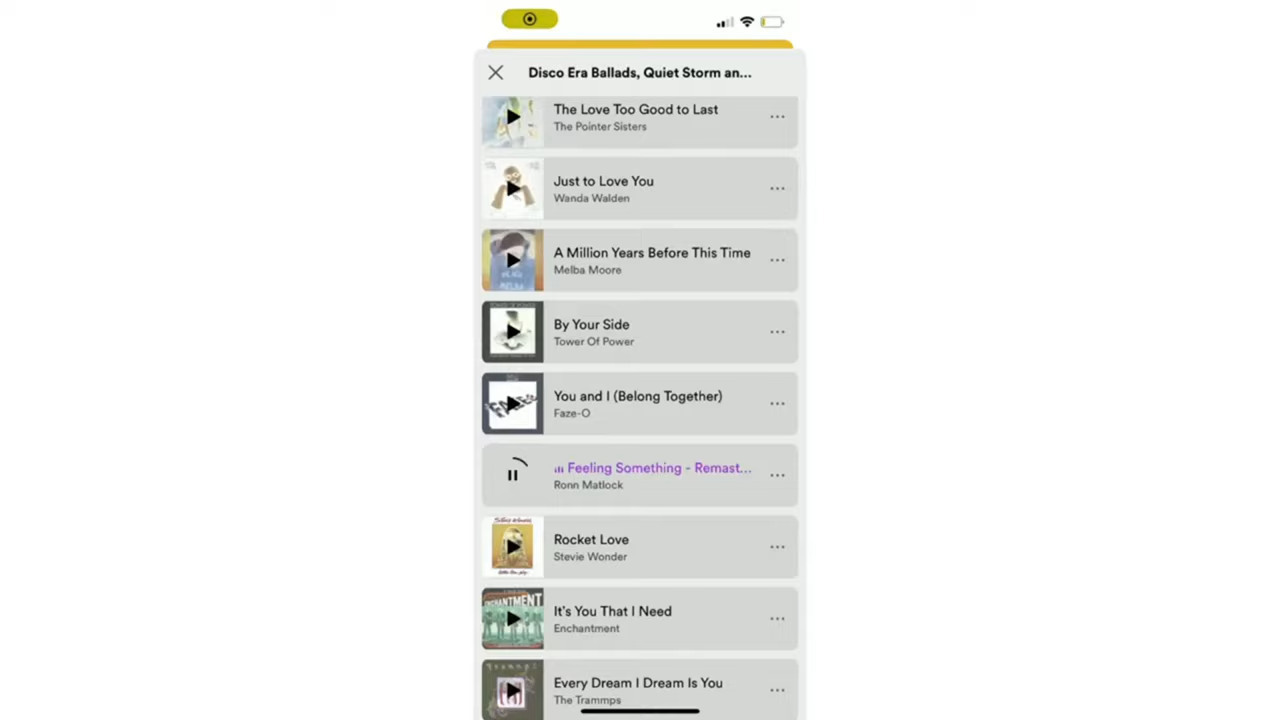 Disco Era Ballads, Quiet Storm an...
The Love Too Good to Last
The Pointer Sisters
Just to Love You
Wanda Walden
A Million Years Before This Time
Melba Moore
By Your Side
Tower Of Power
You and I (Belong Together)
Faze-O
Feeling Something - Remast...
Ronn Matlock
Rocket Love
Stevie Wonder
ENCHANTMENT
It's You That I Need
Enchantment
Every Dream I Dream Is You
The Trammps